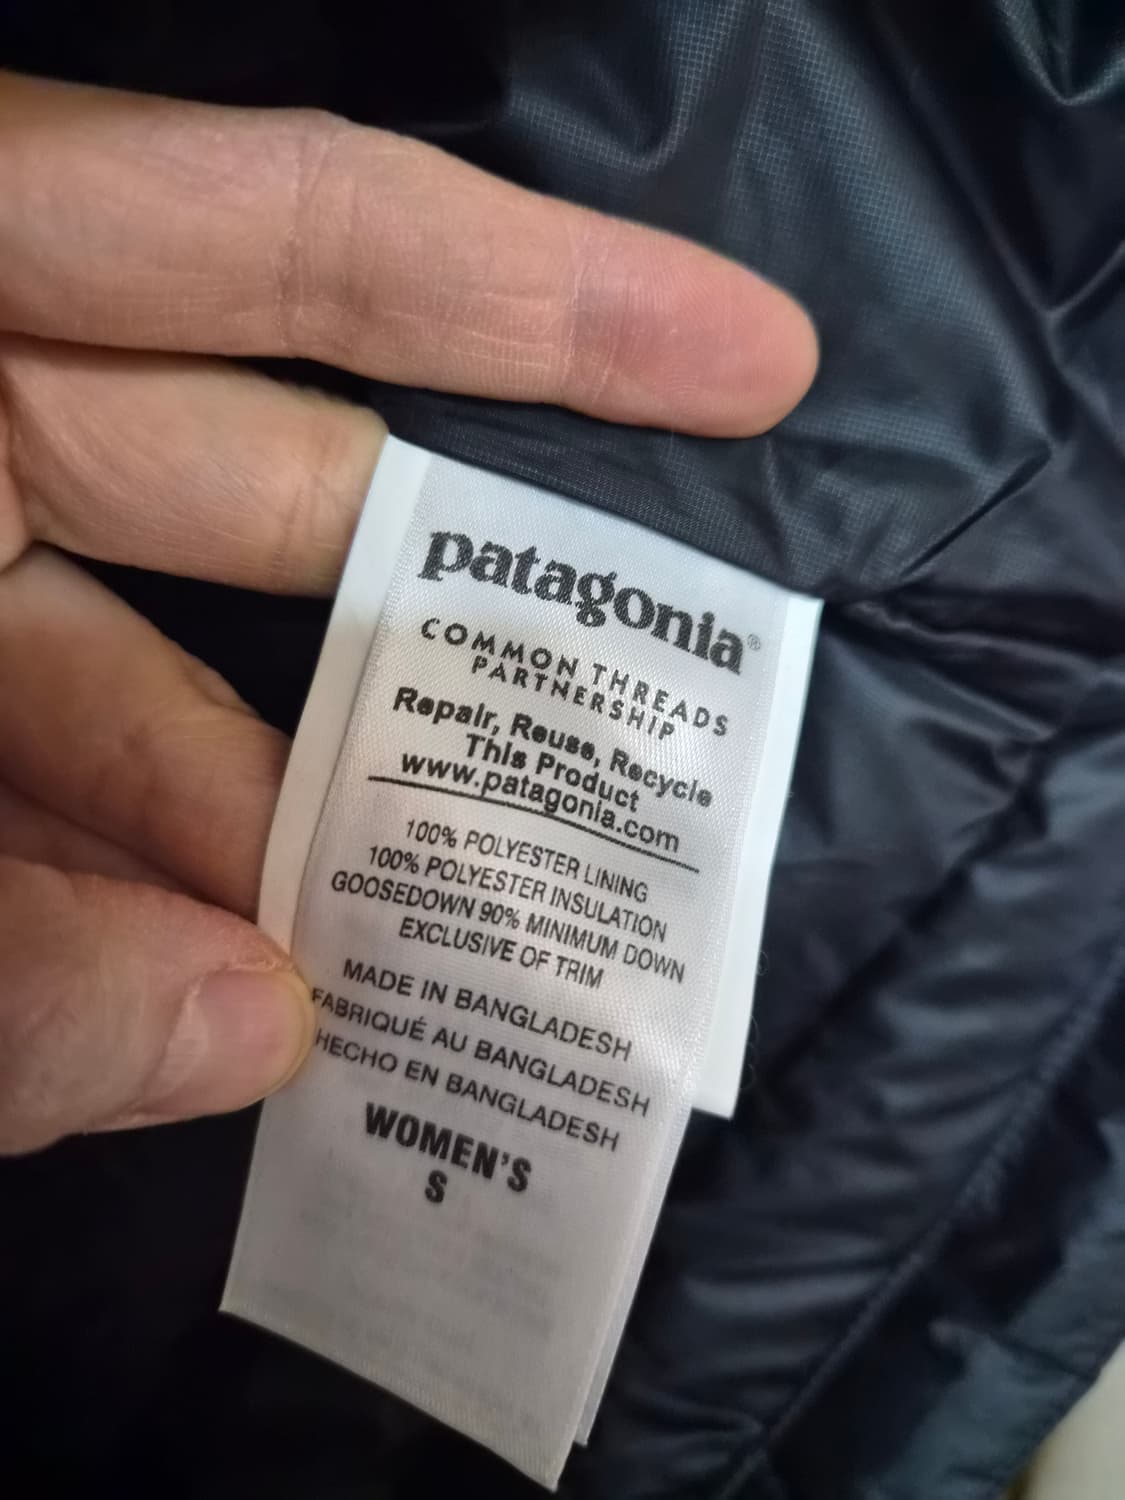 patagonia®
COMMON THREADS
PARTNERSHIP
Repair, Reuse, Recycle
This Product
www.patagonia.com
100% POLYESTER LINING
100% POLYESTER INSULATION
GOOSEDOWN 90% MINIMUM DOWN
EXCLUSIVE OF TRIM
MADE IN BANGLADESH
FABRIQUÉ AU BANGLADESH
HECHO EN BANGLADESH
WOMEN'S
S